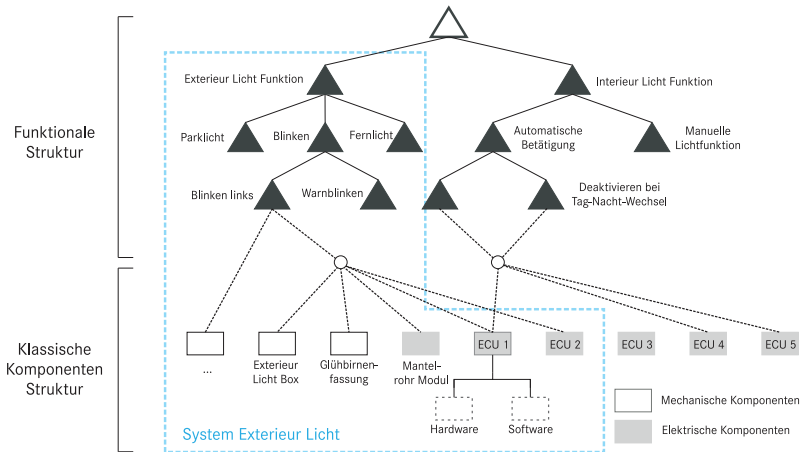 Exterieur Licht Funktion
Interieur Licht Funktion
Funktionale
Struktur
Parklicht
Blinken
Fernlicht
Automatische
Betätigung
Manuelle
Lichtfunktion
Blinken links
Warnblinken
Deaktivieren bei
Tag-Nacht-Wechsel
Klassische
Komponenten
Struktur
...
Exterieur
Licht Box
Glühbirnen-
fassung
Mantel-
rohr Modul
ECU 1
ECU 2
ECU 3
ECU 4
ECU 5
Hardware
Software
System Exterieur Licht
Mechanische Komponenten
Elektrische Komponenten